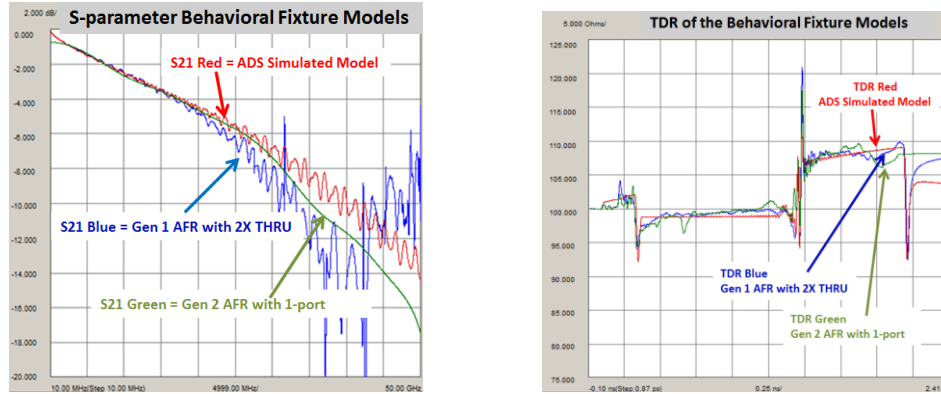 S-parameter Behavioral Fixture Models
2.000 dB/
0.000
-2.000
-4.000
-6.000
-8.000
-10.000
-12.000
-14.000
-16.000
-18.000
-20.000
S21 Red = ADS Simulated Model
S21 Blue = Gen 1 AFR with 2X THRU
S21 Green = Gen 2 AFR with 1-port
10.00 MHz(Step 10.00 MHz)
4999.00 MHz/
50.00 GHz
TDR of the Behavioral Fixture Models
5.000 Ohms/
125.000
120.000
115.000
110.000
105.000
100.000
95.000
90.000
85.000
80.000
75.000
TDR Red
ADS Simulated Model
TDR Blue
Gen 1 AFR with 2X THRU
TDR Green
Gen 2 AFR with 1-port
-0.10 ns(Step 0.87 ps)
0.25 ns/
2.41